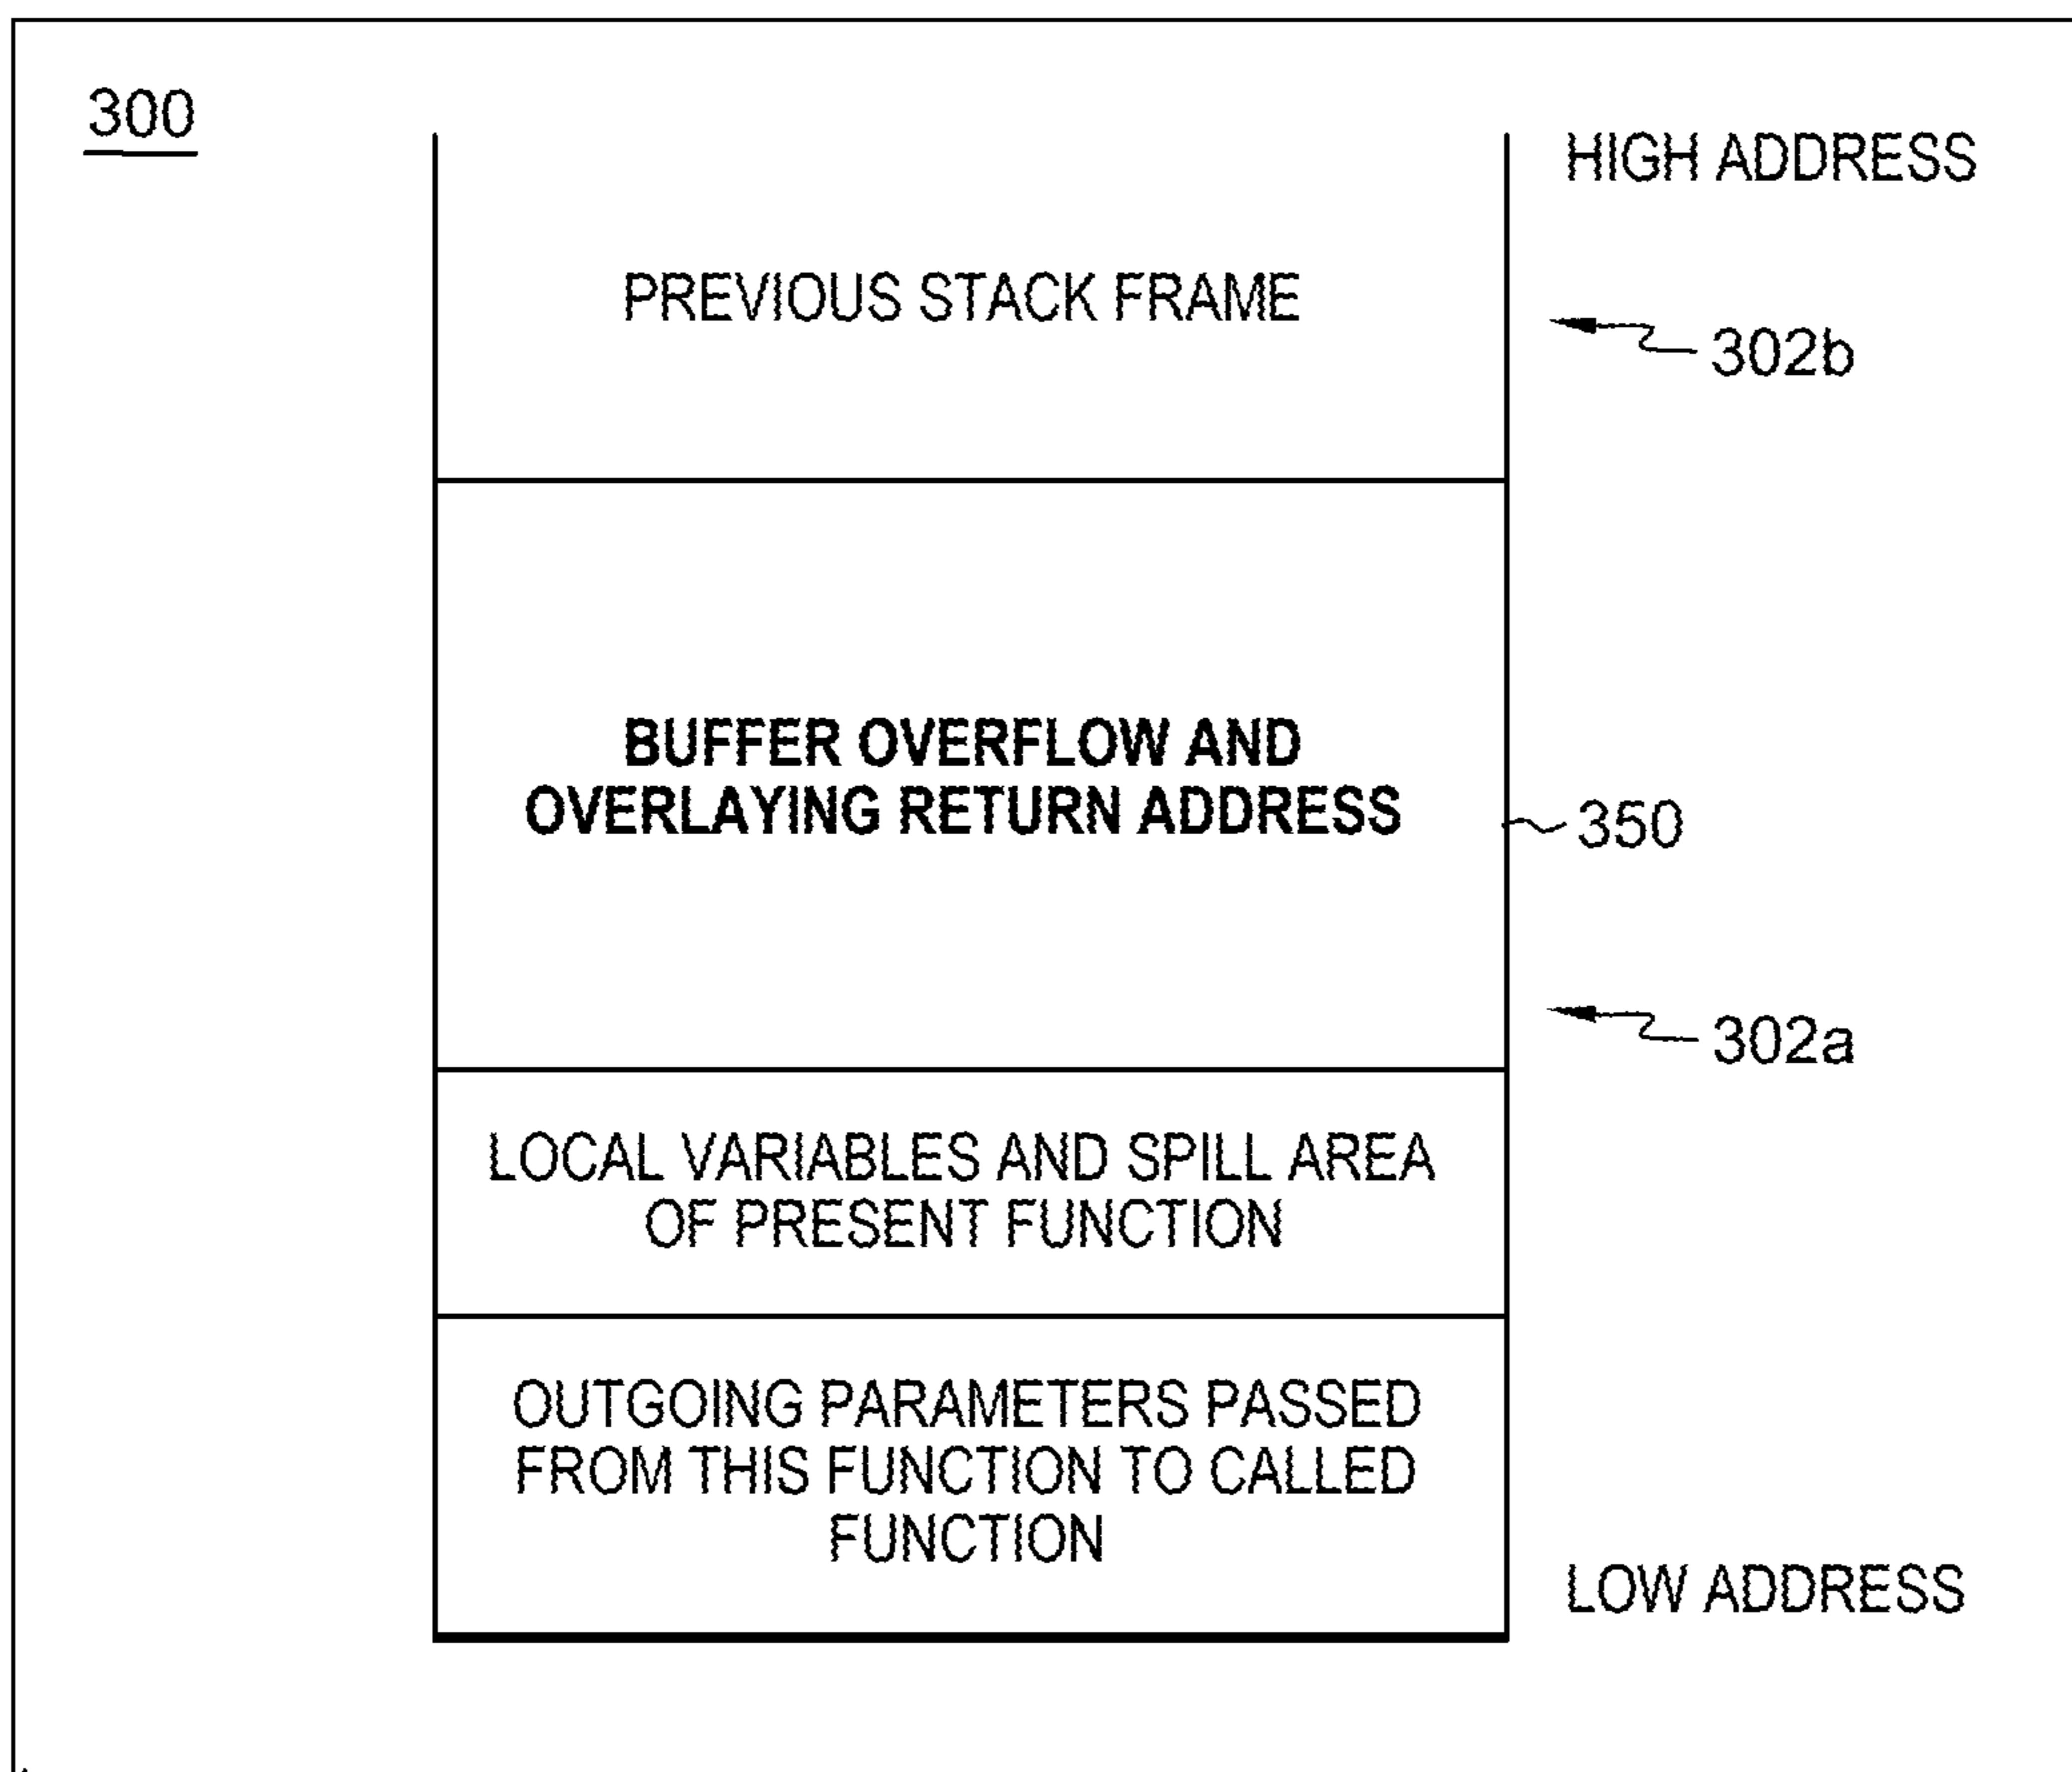 300
HIGH ADDRESS
PREVIOUS STACK FRAME
302b
BUFFER OVERFLOW AND
OVERLAYING RETURN ADDRESS
350
302a
LOCAL VARIABLES AND SPILL AREA
OF PRESENT FUNCTION
OUTGOING PARAMETERS PASSED
FROM THIS FUNCTION TO CALLED
FUNCTION
LOW ADDRESS